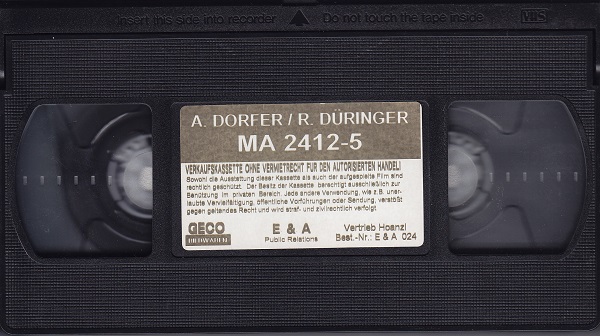 Insert this side into recorder Do not touch the tape inside VHS
A. DORFER / R. DÜRINGER
MA 2412-5
VERKAUFSKASSETTE OHNE VERMIETRECHT FÜR DEN AUTORISIERTEN HANDEL!
Sowohl die Ausstattung dieser Kassette als auch der aufgespielte Film sind
rechtlich geschützt. Der Besitz der Kassette berechtigt ausschließlich zur
Benützung im privaten Bereich. Jede andere Verwendung, wie z.B. uner-
laubte Vervielfältigung, öffentliche Vorführungen oder Sendung, verstößt
gegen geltendes Recht und wird straf- und zivilrechtlich verfolgt
GECO E & A Vertrieb Hoanzl
BILDWAREN Public Relations Best.-Nr.: E & A 024